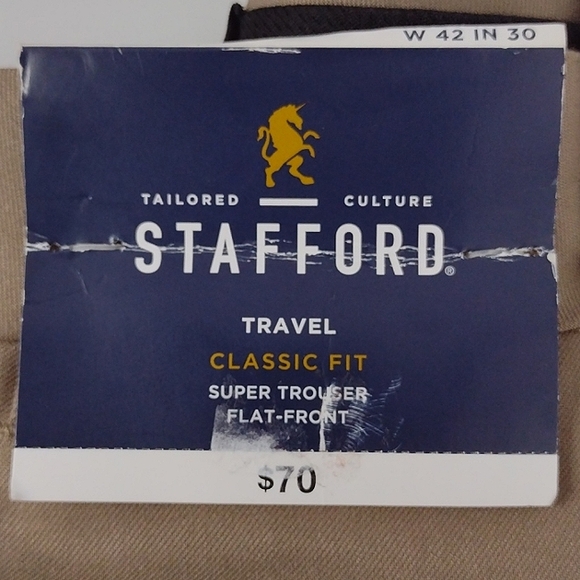 W 42 IN 30
TAILORED CULTURE
STAFFORD®
TRAVEL
CLASSIC FIT
SUPER TROUSER
FLAT-FRONT
$70